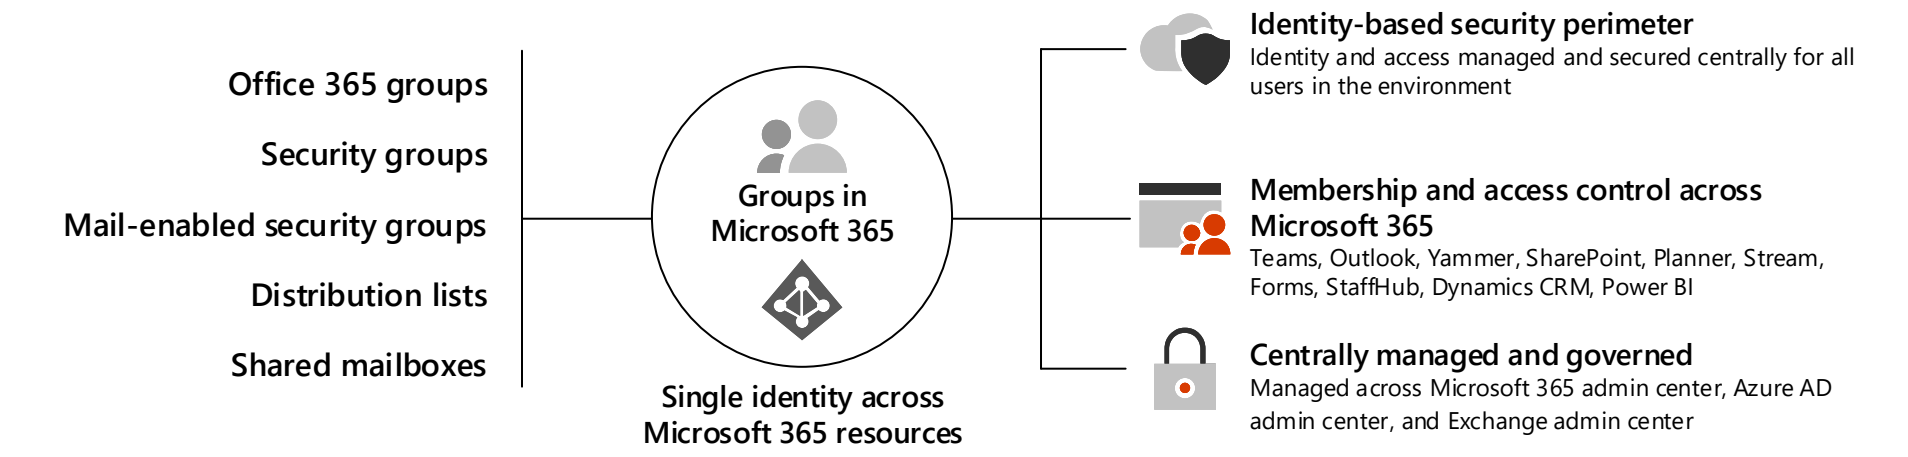 Office 365 groups
Security groups
Mail-enabled security groups
Distribution lists
Shared mailboxes
Groups in
Microsoft 365
Single identity across
Microsoft 365 resources
Identity-based security perimeter
Identity and access managed and secured centrally for all
users in the environment
Membership and access control across
Microsoft 365
Teams, Outlook, Yammer, SharePoint, Planner, Stream,
Forms, StaffHub, Dynamics CRM, Power BI
Centrally managed and governed
Managed across Microsoft 365 admin center, Azure AD
admin center, and Exchange admin center